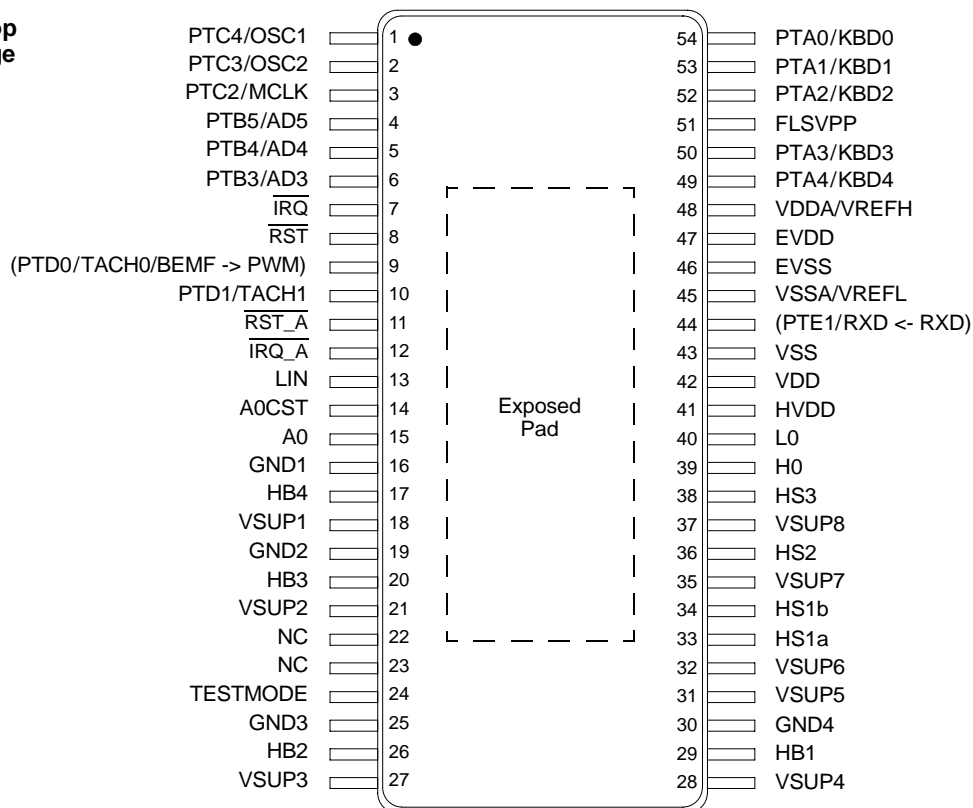 PTC4/OSC1 1 54 PTA0/KBD0
PTC3/OSC2 2 53 PTA1/KBD1
PTC2/MCLK 3 52 PTA2/KBD2
PTB5/AD5 4 51 FLSVPP
PTB4/AD4 5 50 PTA3/KBD3
PTB3/AD3 6 49 PTA4/KBD4
IRQ 7 48 VDDA/VREFH
RST 8 47 EVDD
(PTD0/TACH0/BEMF -> PWM) 9 46 EVSS
PTD1/TACH1 10 45 VSSA/VREFL
RST_A 11 44 (PTE1/RXD <- RXD)
IRQ_A 12 43 VSS
LIN 13 42 VDD
A0CST 14 41 HVDD
A0 15 40 L0
GND1 16 39 H0
HB4 17 38 HS3
VSUP1 18 37 VSUP8
GND2 19 36 HS2
HB3 20 35 VSUP7
VSUP2 21 34 HS1b
NC 22 33 HS1a
NC 23 32 VSUP6
TESTMODE 24 31 VSUP5
GND3 25 30 GND4
HB2 26 29 HB1
VSUP3 27 28 VSUP4
Exposed
Pad